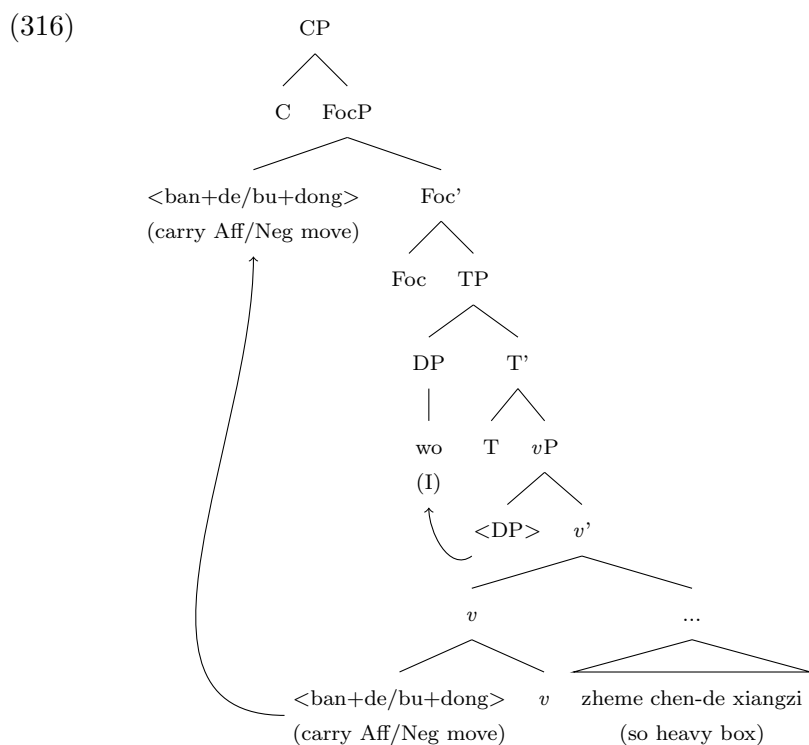 (316)
CP
C FocP
<ban+de/bu+dong> Foc’
(carry Aff/Neg move)
Foc TP
DP T’
wo T vP
(I)
<DP> v’
v ...
<ban+de/bu+dong> v zheme chen-de xiangzi
(carry Aff/Neg move) (so heavy box)